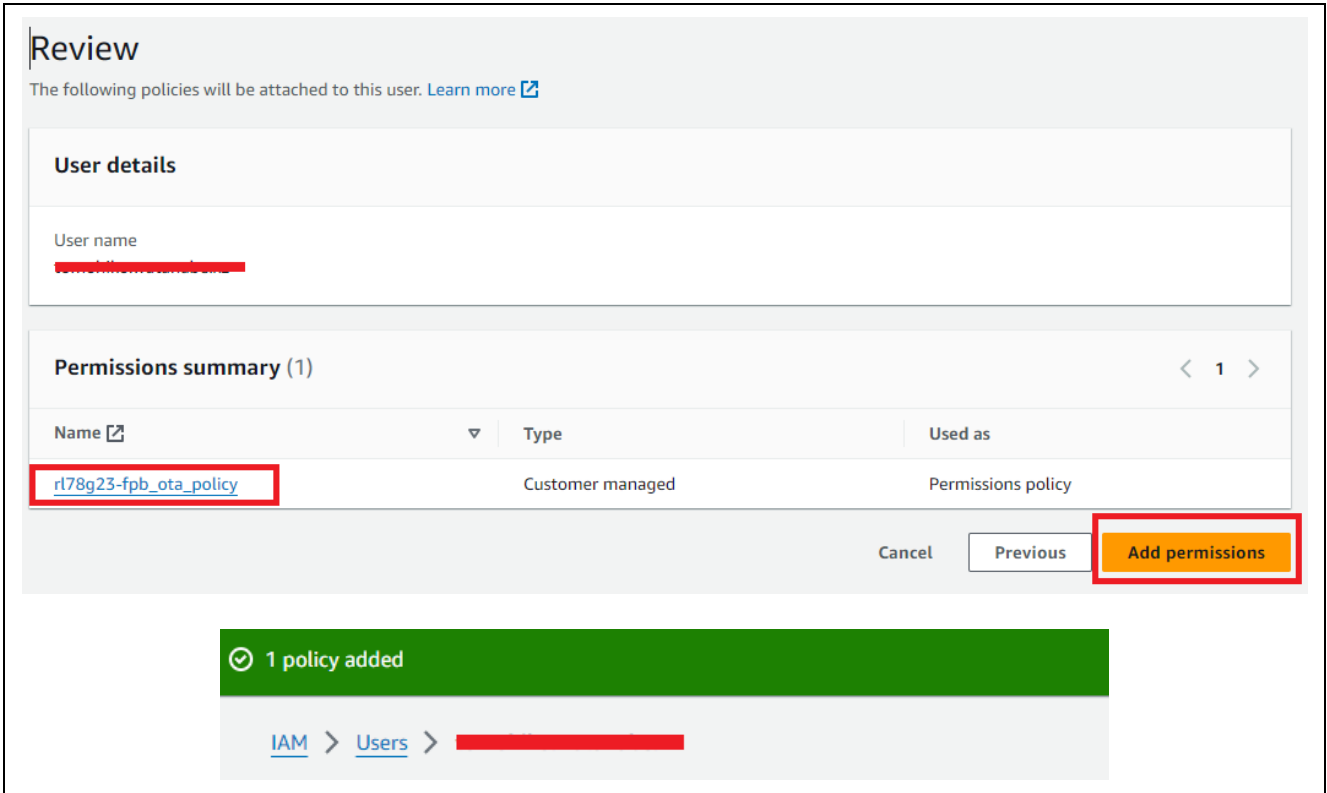 Review
The following policies will be attached to this user. Learn more
User details
User name
Permissions summary (1)
1
Name Type Used as
rl78g23-fpb_ota_policy Customer managed Permissions policy
Cancel Previous Add permissions
1 policy added
IAM > Users >